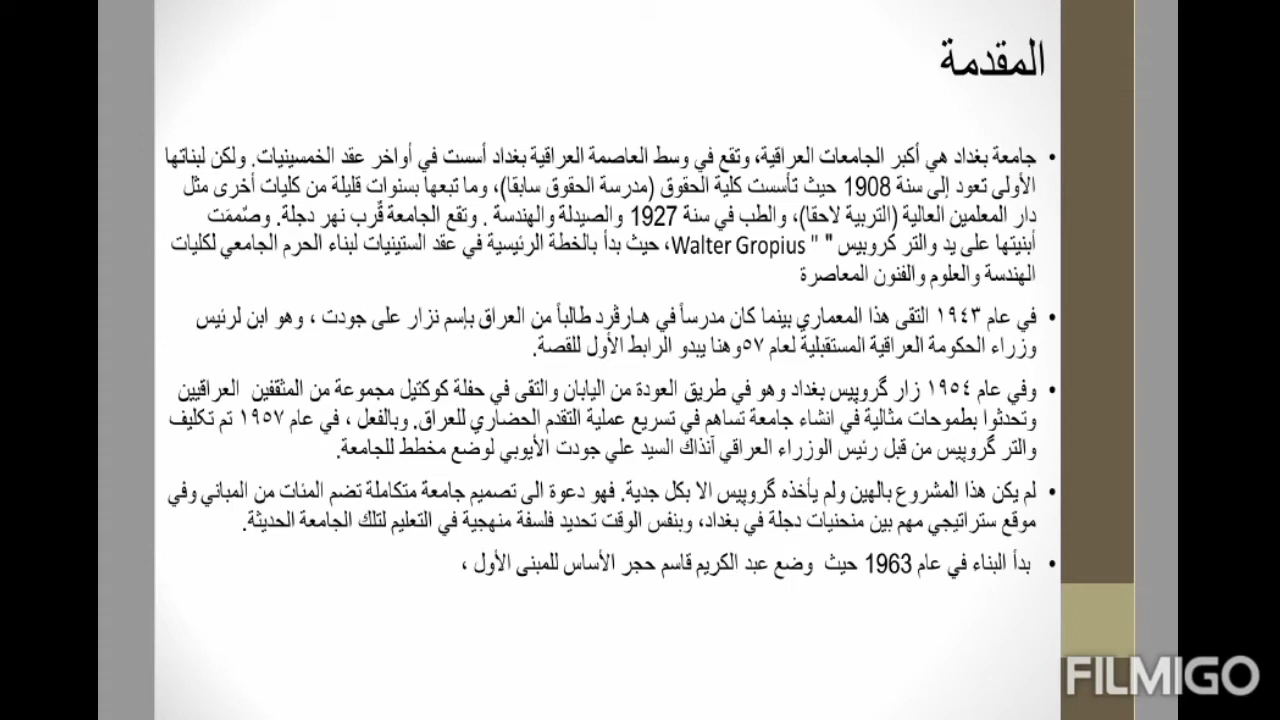 المقدمة
• جامعة بغداد هي أكبر الجامعات العراقية، وتقع في وسط العاصمة العراقية بغداد أسست في أواخر عقد الخمسينيات. ولكن لبناتها
الأولى تعود إلى سنة 1908 حيث تأسست كلية الحقوق (مدرسة الحقوق سابقا)، وما تبعها بسنوات قليلة من كليات أخرى مثل
دار المعلمين العالية (التربية لاحقا)، والطب في سنة 1927 والصيدلة والهندسة . وتقع الجامعة قُرب نهر دجلة. وصًممَت
أبنيتها على يد والتر كروبيس " " Walter Gropius، حيث بدأ بالخطة الرئيسية في عقد الستينيات لبناء الحرم الجامعي لكليات
الهندسة والعلوم والفنون المعاصرة
• في عام ١٩٤٣ التقى هذا المعماري بينما كان مدرساً في هارڤرد طالباً من العراق بإسم نزار على جودت ، وهو ابن لرئيس
وزراء الحكومة العراقية المستقبلية لعام ٥٧وهنا يبدو الرابط الأول للقصة.
• وفي عام ١٩٥٤ زار گروپيس بغداد وهو في طريق العودة من اليابان والتقى في حفلة كوكتيل مجموعة من المثقفين العراقيين
وتحدثوا بطموحات مثالية في انشاء جامعة تساهم في تسريع عملية التقدم الحضاري للعراق. وبالفعل ، في عام ١٩٥٧ تم تكليف
والتر گروپيس من قبل رئيس الوزراء العراقي آنذاك السيد علي جودت الأيوبي لوضع مخطط للجامعة.
• لم يكن هذا المشروع بالهين ولم يأخذه گروپيس الا بكل جدية. فهو دعوة الى تصميم جامعة متكاملة تضم المئات من المباني وفي
موقع ستراتيجي مهم بين منحنيات دجلة في بغداد، وبنفس الوقت تحديد فلسفة منهجية في التعليم لتلك الجامعة الحديثة.
• بدأ البناء في عام 1963 حيث وضع عبد الكريم قاسم حجر الأساس للمبنى الأول ،
FILMIGO